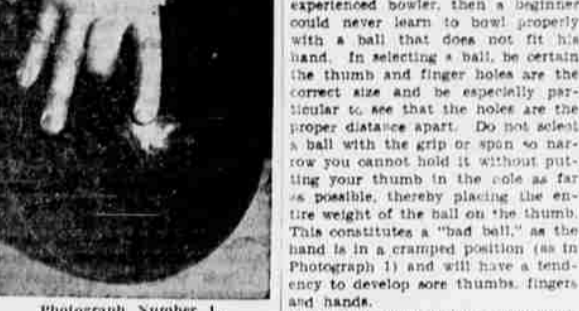 experienced bowler, then a beginner
could never learn to bowl properly
with a ball that does not fit his
hand. In selecting a ball, be certain
the thumb and finger holes are the
correct size and be especially par-
ticular to see that the holes are the
proper distance apart. Do not select
a ball with the grip or span so nar-
row you cannot hold it without put-
ting your thumb in the hole as far
as possible, thereby placing the en-
tire weight of the ball on the thumb.
This constitutes a "bad ball," as the
hand is in a cramped position (as in
Photograph 1) and will have a tend-
ency to develop sore thumbs, fingers
and hands.
Photograph Number 1